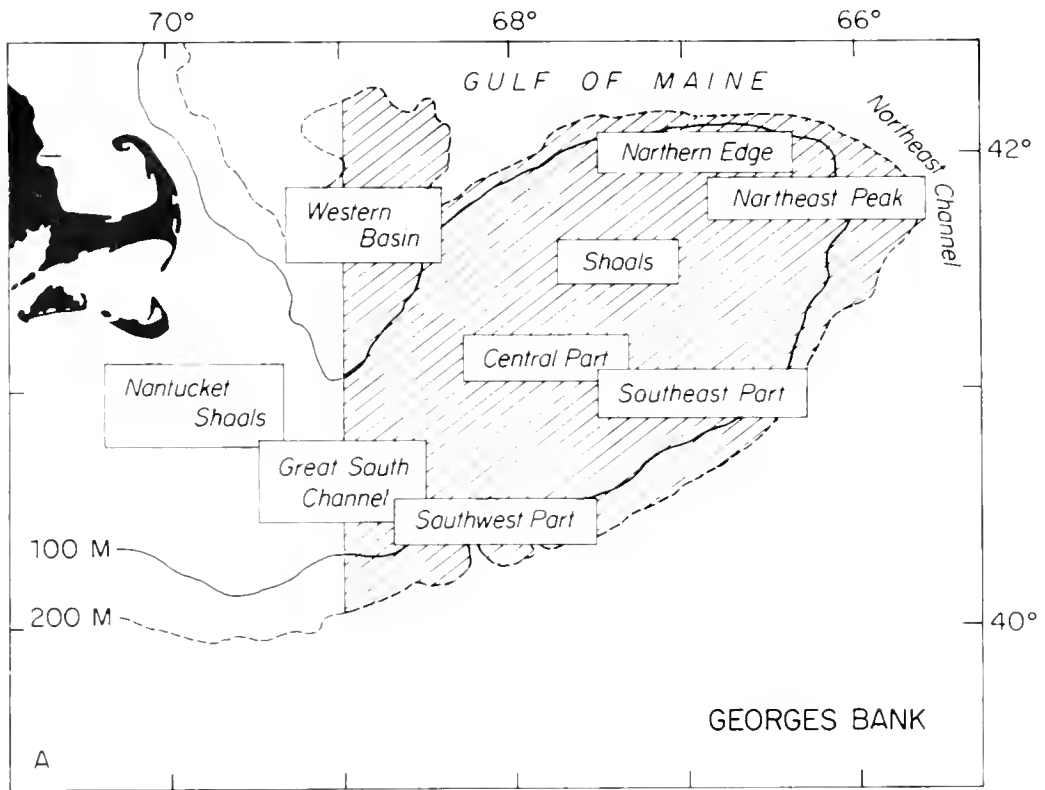 70°
68°
66°
GULF OF MAINE
Northeast Channel
42°
Northern Edge
Northeast Peak
Western
Basin
Shoals
Central Part
Southeast Part
Nantucket
Shoals
Great South
Channel
Southwest Part
100 M
200 M
40°
GEORGES BANK
A